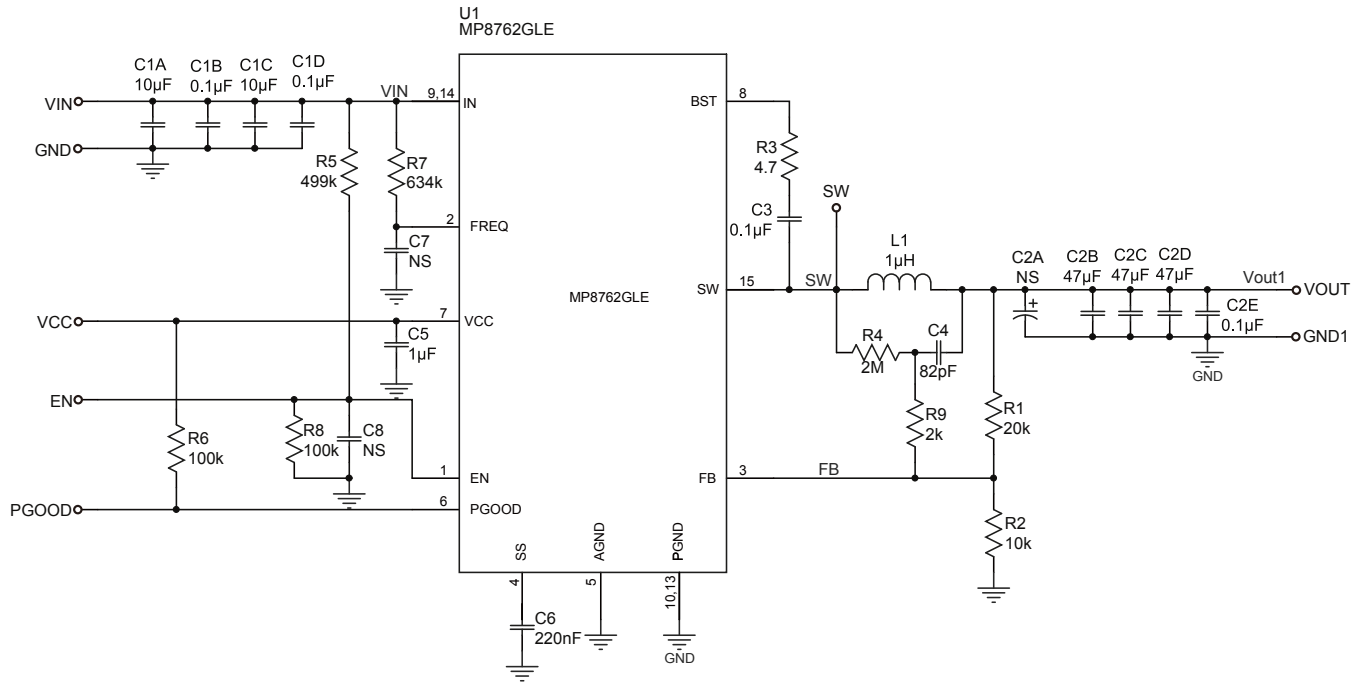 U1
MP8762GLE
C1A
10µF
C1B
0.1µF
C1C
10µF
C1D
0.1µF
VIN
VIN
9,14
IN
GND
R5
499k
R7
634k
2
FREQ
C7
NS
VCC
7
VCC
C5
1µF
EN
R6
100k
R8
100k
C8
NS
1
EN
PGOOD
6
PGOOD
MP8762GLE
SS
AGND
PGND
4
5
10,13
C6
220nF
GND
BST
8
R3
4.7
C3
0.1µF
SW
SW
15
SW
L1
1µH
R4
2M
C4
82pF
R9
2k
R1
20k
FB
3
FB
R2
10k
C2A
NS
+
C2B
47µF
C2C
47µF
C2D
47µF
Vout1
VOUT
C2E
0.1µF
GND1
GND